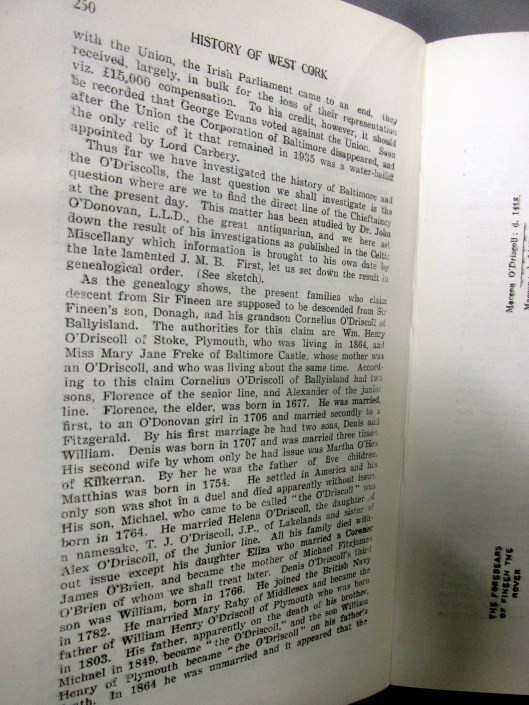 250
HISTORY OF WEST CORK
with the Union, the Irish Parliament came to an end, they
received, largely, in bulk for the loss of their representation
viz. £15,000 compensation. To his credit, however, it should
be recorded that George Evans voted against the Union. Soon
after the Union the Corporation of Baltimore disappeared, and
the only relic of it that remained in 1935 was a water-bailiff
appointed by Lord Carbery.
Thus far we have investigated the history of Baltimore and
the O'Driscolls, the last question we shall investigate is the
question where are we to find the direct line of the Chieftaincy
at the present day. This matter has been studied by Dr. John
O'Donovan, L.L.D., the great antiquarian, and we here set
down the result of his investigations as published in the Celtic
Miscellany which information is brought to his own date by
the late lamented J. M. B. First, let us set down the result in
genealogical order. (See sketch).
As the genealogy shows, the present families who claim
descent from Sir Fineen are supposed to be descended from Sir
Fineen's son, Donagh, and his grandson Cornelius O'Driscoll of
Ballyisland. The authorities for this claim are Wm. Henry
O'Driscoll of Stoke, Plymouth, who was living in 1864, and
Miss Mary Jane Freke of Baltimore Castle, whose mother was
an O'Driscoll, and who was living about the same time. Accord-
ing to this claim Cornelius O'Driscoll of Ballyisland had two
sons, Florence of the senior line, and Alexander of the junior
line. Florence, the elder, was born in 1677. He was married,
first, to an O'Donovan girl in 1706 and married secondly to a
Fitzgerald. By his first marriage he had two sons, Denis and
William. Denis was born in 1707 and was married three times
His second wife by whom only he had issue was Martha O'Hea
of Kilkerran. By her he was the father of five children.
Matthias was born in 1754. He settled in America and his
only son was shot in a duel and died apparently without issue.
His son, Michael, who came to be called "the O'Driscoll" was
born in 1764. He married Helena O'Driscoll, the daughter of
a namesake, T. J. O'Driscoll, J.P., of Lakelands and sister of
Alex O'Driscoll, of the junior line. All his family died with-
out issue except his daughter Eliza who married a Coroner
James O'Brien, and became the mother of Michael Fitzjames
O'Brien of whom we shall treat later. Denis O'Driscoll's third
son was William, born in 1766. He joined the British Navy
in 1782. He married Mary Raby of Middlesex and became the
father of William Henry O'Driscoll of Plymouth who was born
in 1803. His father, apparently on the death of his brother,
Michael in 1849, became "the O'Driscoll," and the son William
Henry of Plymouth became "the O'Driscoll" on his father's
In 1864 he was unmarried and it appeared that the
O'Driscoll: d. 1418.
THE FOREBEARS
OF FINEEN THE
ROVER